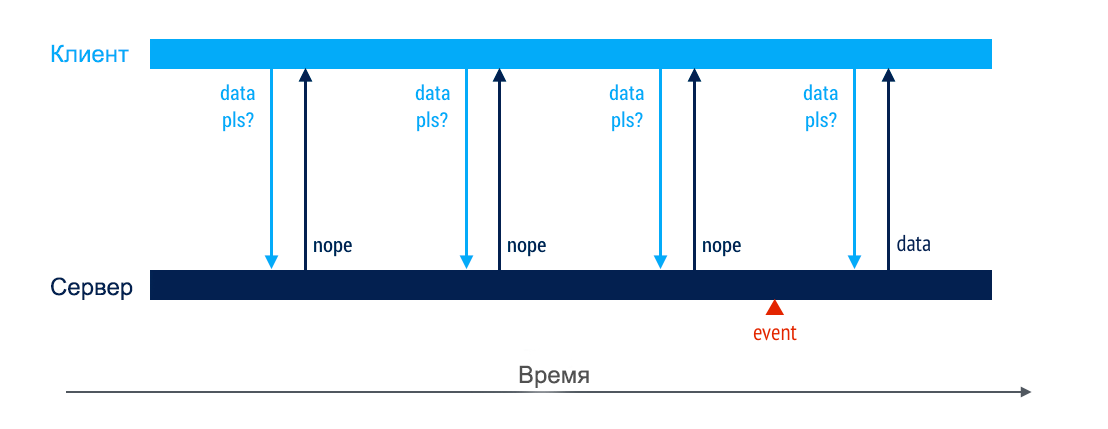 Клиент
data
pls?
data
pls?
data
pls?
data
pls?
nope
nope
nope
data
Сервер
event
Время